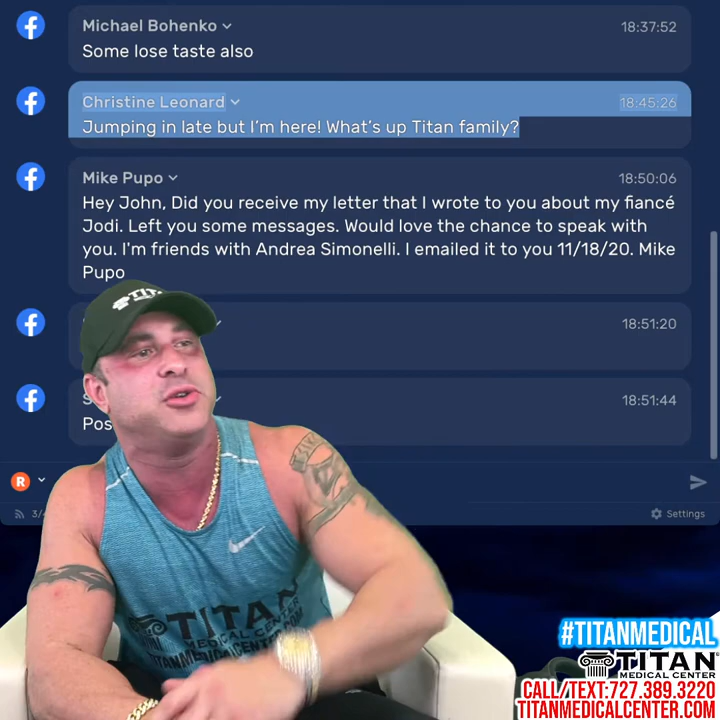 Michael Bohenko
18:37:52
Some lose taste also
Christine Leonard
18:45:26
Jumping in late but I'm here! What's up Titan family?
Mike Pupo
18:50:06
Hey John, Did you receive my letter that I wrote to you about my fiancé
Jodi. Left you some messages. Would love the chance to speak with
you. I'm friends with Andrea Simonelli. I emailed it to you 11/18/20. Mike
Pupo
18:51:20
18:51:44
R
Settings
TITAN
MEDICAL CENTER
#TITANMEDICAL
TITAN
MEDICAL CENTER
CALL/TEXT:727.389.3220
TITANMEDICALCENTER.COM